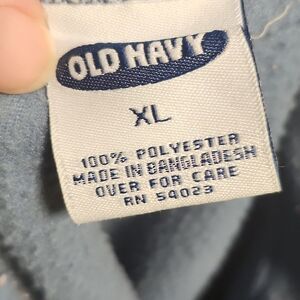 OLD NAVY
XL
100% POLYESTER
MADE IN BANGLADESH
OVER FOR CARE
RN 54023